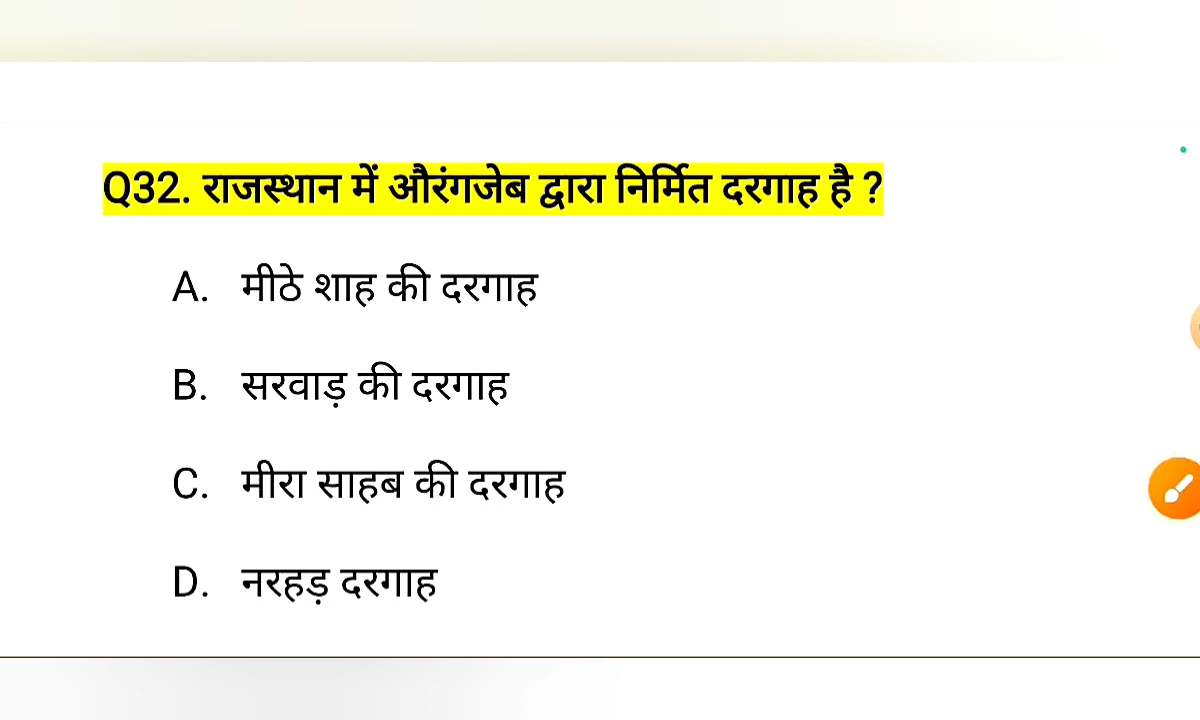 Q32. राजस्थान में औरंगजेब द्वारा निर्मित दरगाह है ?
A. मीठे शाह की दरगाह
B. सरवाड़ की दरगाह
C. मीरा साहब की दरगाह
D. नरहड़ दरगाह